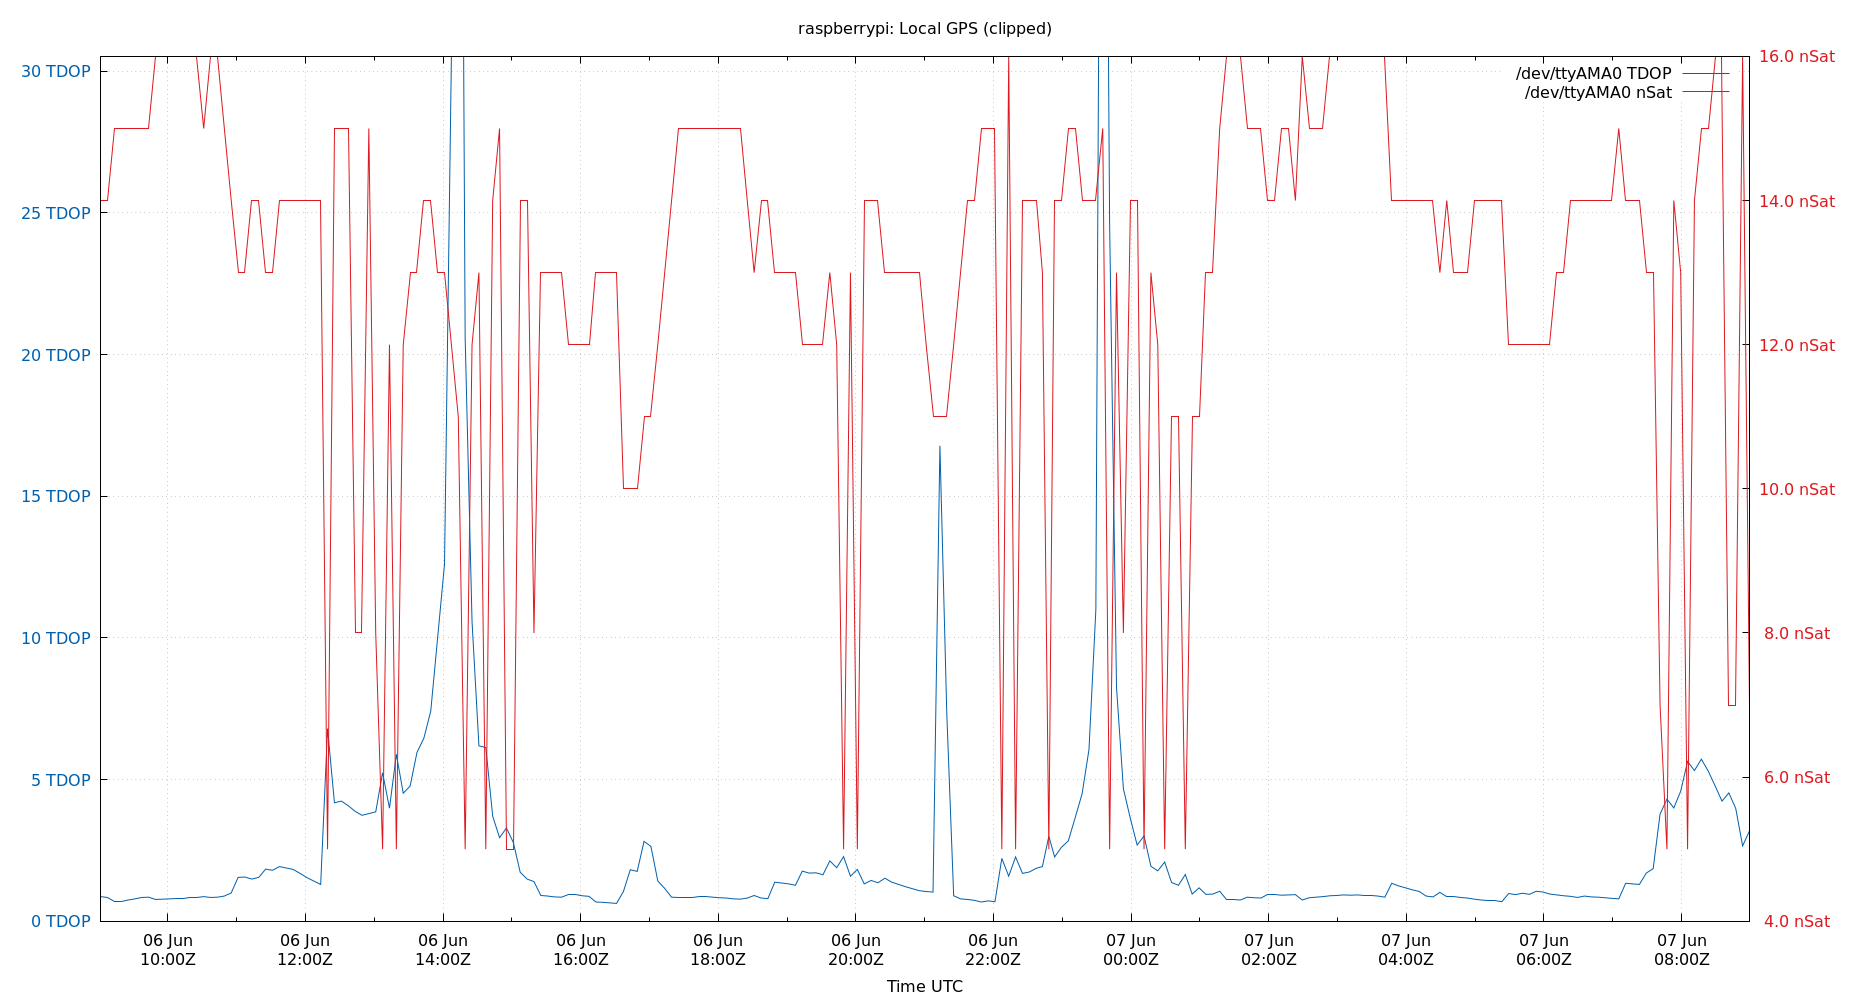 raspberrypi: Local GPS (clipped)
30 TDOP
25 TDOP
20 TDOP
15 TDOP
10 TDOP
5 TDOP
0 TDOP
16.0 nSat
14.0 nSat
12.0 nSat
10.0 nSat
8.0 nSat
6.0 nSat
4.0 nSat
/dev/ttyAMA0 TDOP
/dev/ttyAMA0 nSat
06 Jun
10:00Z
06 Jun
12:00Z
06 Jun
14:00Z
06 Jun
16:00Z
06 Jun
18:00Z
06 Jun
20:00Z
06 Jun
22:00Z
07 Jun
00:00Z
07 Jun
02:00Z
07 Jun
04:00Z
07 Jun
06:00Z
07 Jun
08:00Z
Time UTC